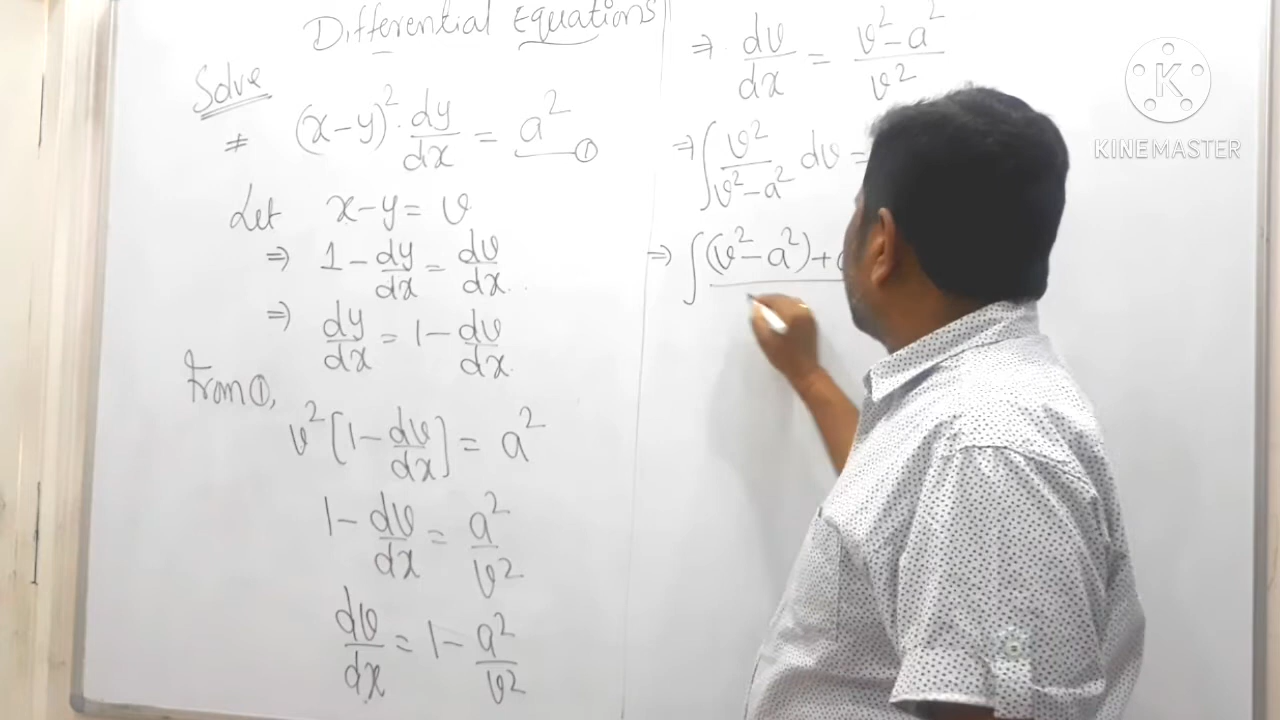 Differential Equations
Solve
# (x-y)². dy/dx = a² ①
Let x-y = v
⇒ 1 - dy/dx = dv/dx
⇒ dy/dx = 1 - dv/dx
From ①,
v² [1 - dv/dx] = a²
1 - dv/dx = a²/v²
dv/dx = 1 - a²/v²
⇒ dv/dx = (v² - a²)/v²
⇒ ∫ v²/(v² - a²) dv =
⇒ ∫ (v² - a²) +
K
KINEMASTER